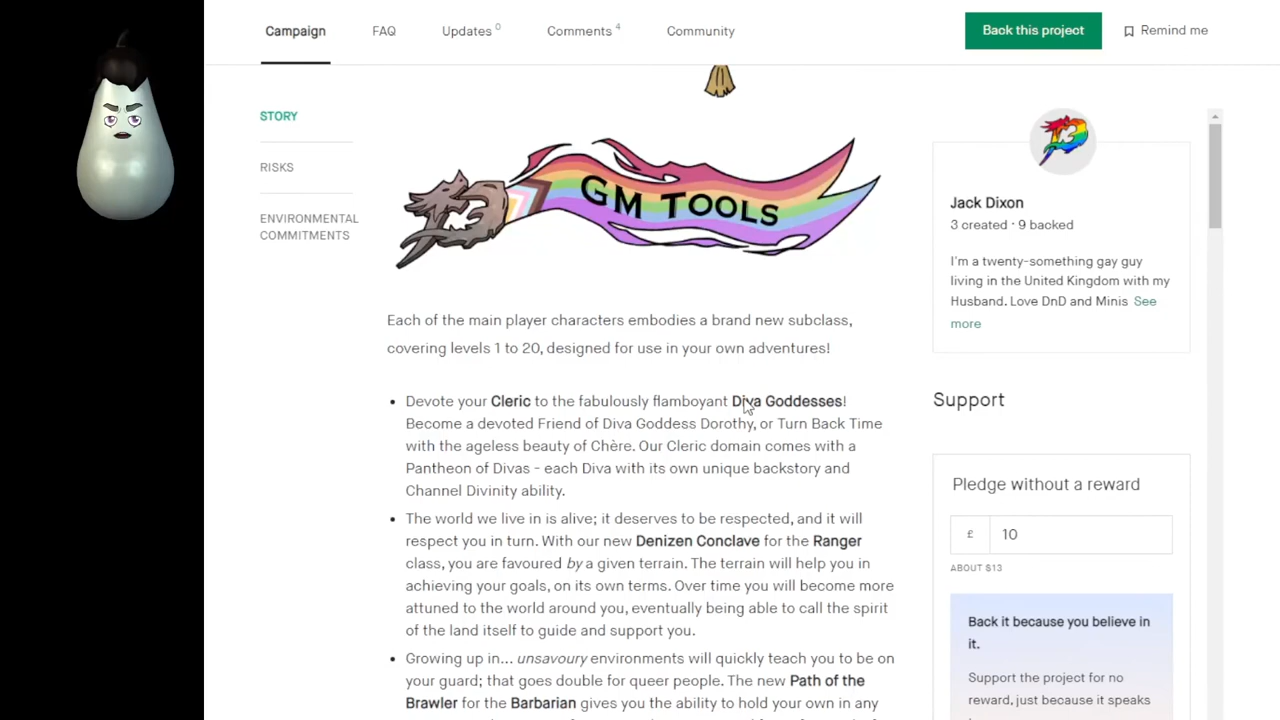 Campaign
FAQ
Updates 0
Comments 4
Community
Back this project
Remind me
STORY
RISKS
ENVIRONMENTAL
COMMITMENTS
GM TOOLS
Each of the main player characters embodies a brand new subclass,
covering levels 1 to 20, designed for use in your own adventures!
Devote your Cleric to the fabulously flamboyant Diva Goddesses!
Become a devoted Friend of Diva Goddess Dorothy, or Turn Back Time
with the ageless beauty of Chère. Our Cleric domain comes with a
Pantheon of Divas - each Diva with its own unique backstory and
Channel Divinity ability.
The world we live in is alive; it deserves to be respected, and it will
respect you in turn. With our new Denizen Conclave for the Ranger
class, you are favoured by a given terrain. The terrain will help you in
achieving your goals, on its own terms. Over time you will become more
attuned to the world around you, eventually being able to call the spirit
of the land itself to guide and support you.
Growing up in... unsavoury environments will quickly teach you to be on
your guard; that goes double for queer people. The new Path of the
Brawler for the Barbarian gives you the ability to hold your own in any
Jack Dixon
3 created · 9 backed
I'm a twenty-something gay guy
living in the United Kingdom with my
Husband. Love DnD and Minis See
more
Support
Pledge without a reward
£ 10
ABOUT $13
Back it because you believe in
it.
Support the project for no
reward, just because it speaks